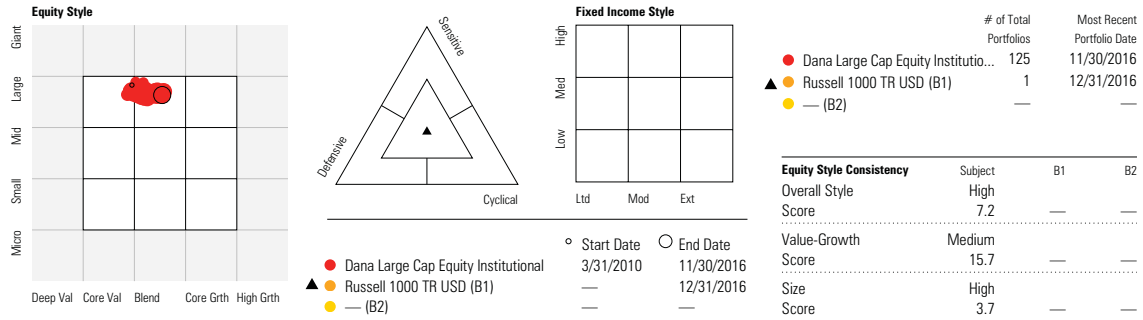 Equity Style
Giant
Large
Mid
Small
Micro
Deep Val Core Val Blend Core Grth High Grth
Sensitive
Defensive
Cyclical
Fixed Income Style
High
Med
Low
Ltd Mod Ext
Start Date End Date
Dana Large Cap Equity Institutional 3/31/2010 11/30/2016
Russell 1000 TR USD (B1) — 12/31/2016
— (B2) — —
# of Total Most Recent
Portfolios Portfolio Date
Dana Large Cap Equity Institutio... 125 11/30/2016
Russell 1000 TR USD (B1) 1 12/31/2016
— (B2) — —
Equity Style Consistency Subject B1 B2
Overall Style High
Score 7.2 — —
Value-Growth Medium
Score 15.7 — —
Size High
Score 3.7 — —